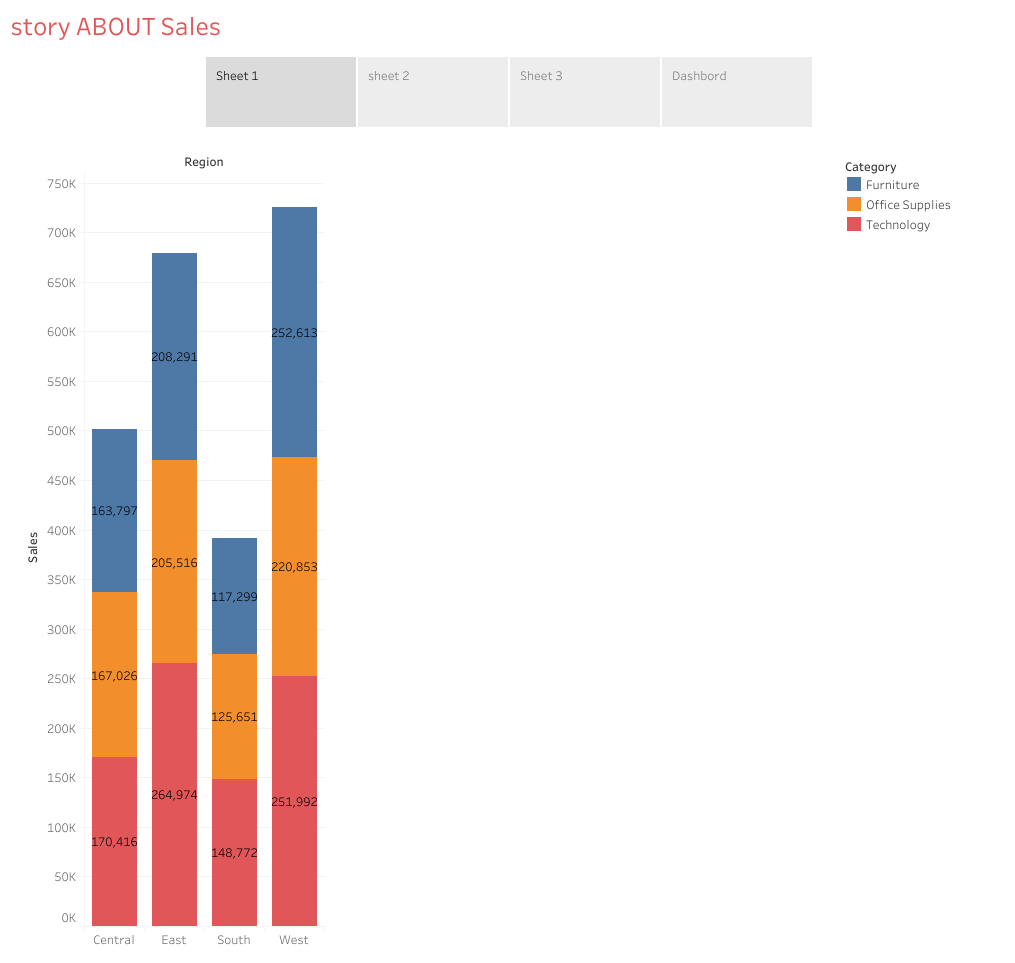 story ABOUT Sales
Sheet 1
sheet 2
Sheet 3
Dashbord
Region
Category
Furniture
Office Supplies
Technology
750K
700K
650K
600K
550K
500K
450K
400K
350K
300K
250K
200K
150K
100K
50K
0K
Sales
163,797
167,026
170,416
208,291
205,516
264,974
117,299
125,651
148,772
252,613
220,853
251,992
Central
East
South
West